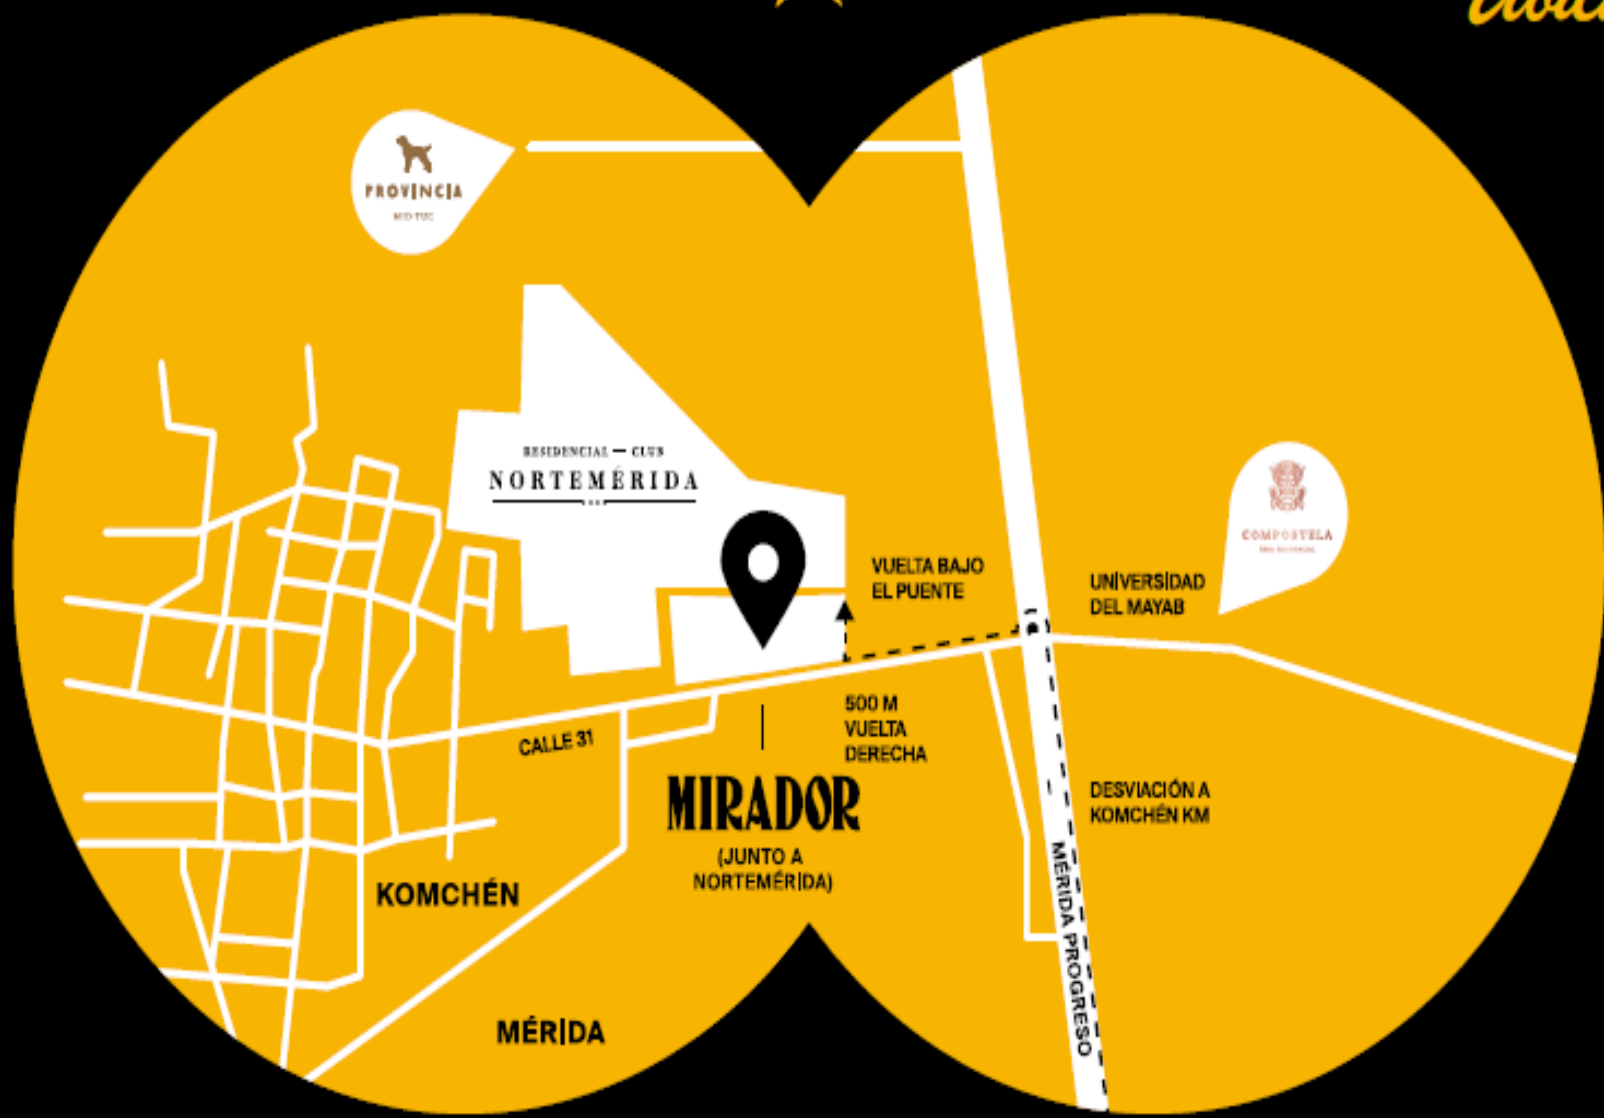 PROVINCIA
RESIDENCIAL — CLUB
NORTEMÉRIDA
COMPOSTELA
VUELTA BAJO
EL PUENTE
UNIVERSIDAD
DEL MAYAB
500 M
VUELTA
DERECHA
CALLE 31
MIRADOR
(JUNTO A
NORTEMÉRIDA)
DESVIACIÓN A
KOMCHÉN KM
MÉRIDA PROGRESO
KOMCHÉN
MÉRIDA